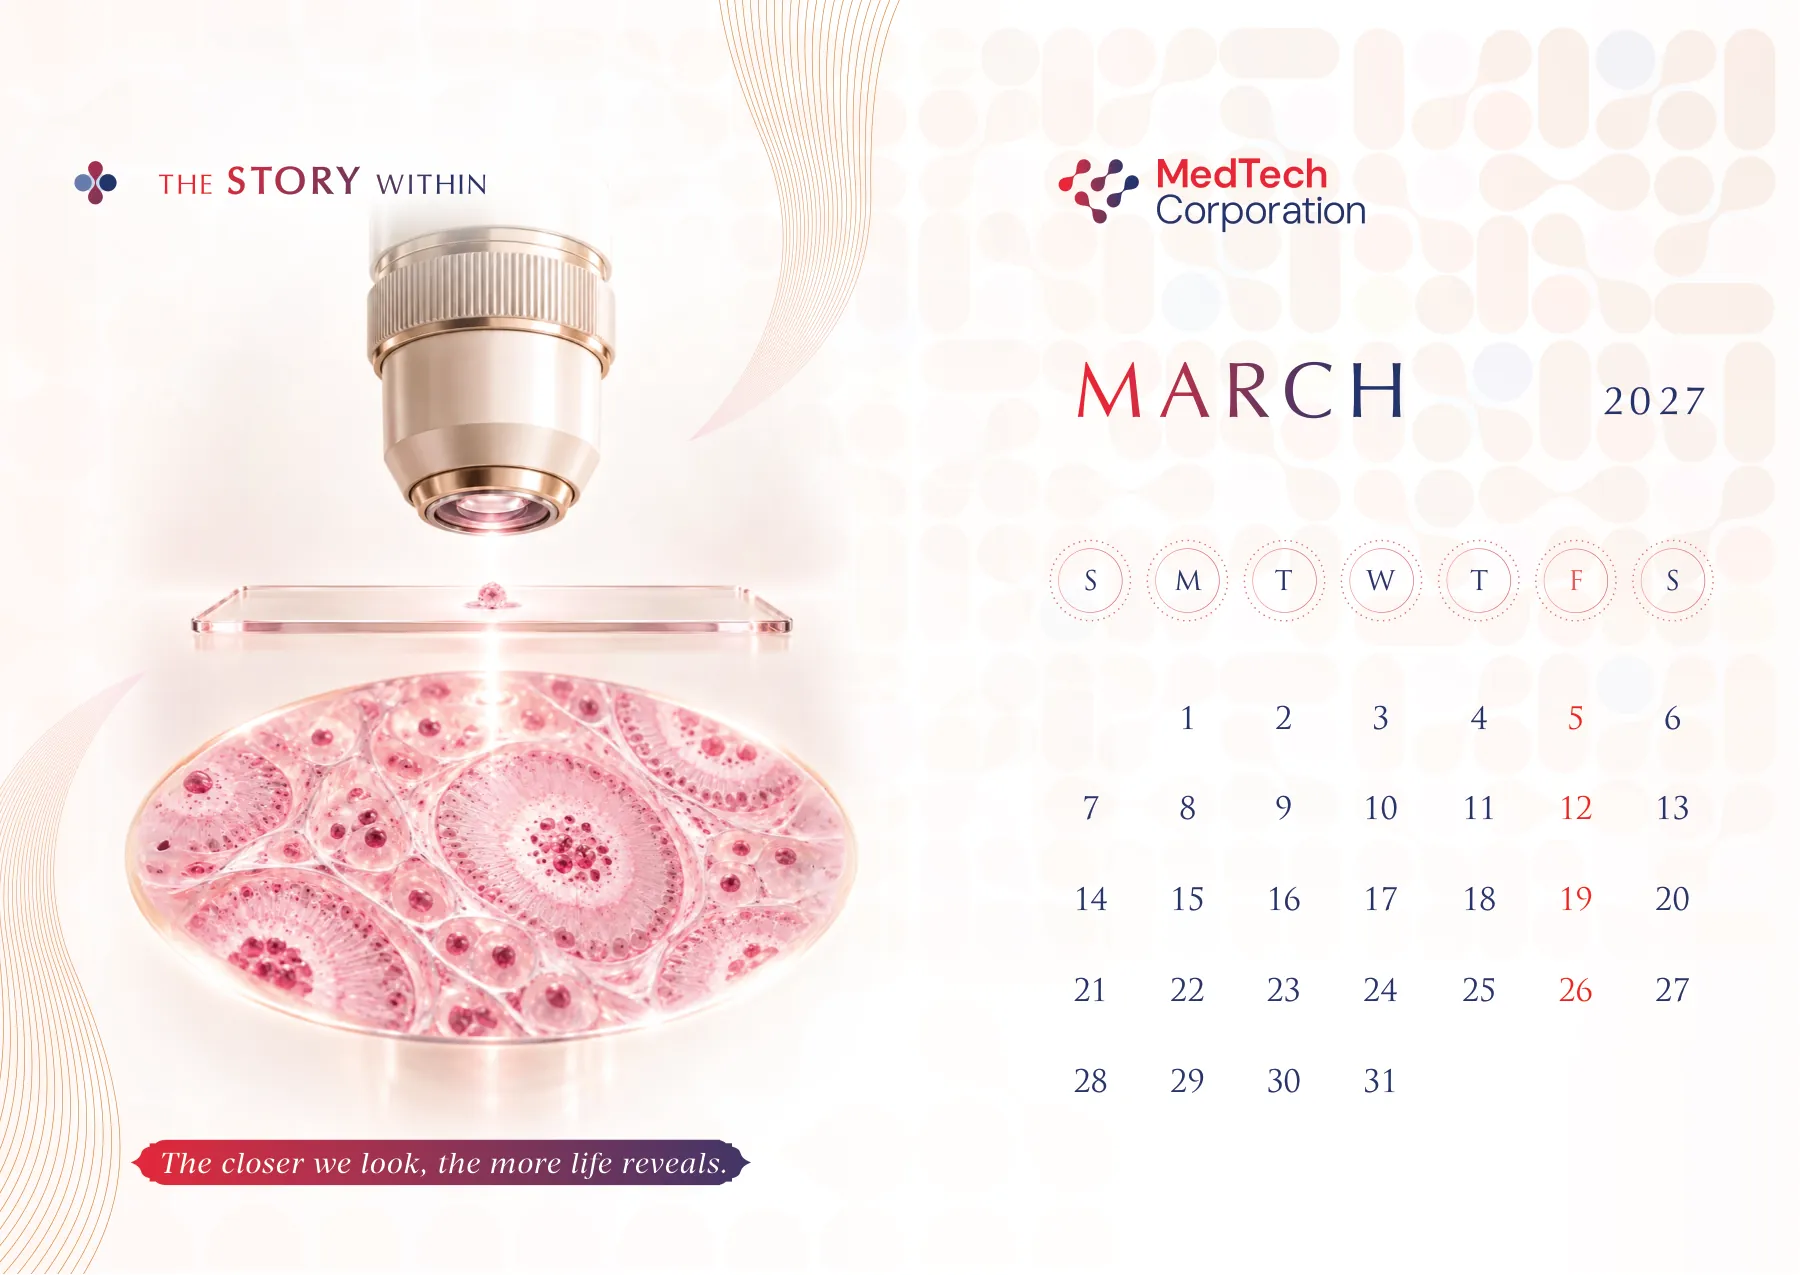 THE STORY WITHIN
The closer we look, the more life reveals.
MedTech
Corporation
MARCH 2027
S M T W T F S
1 2 3 4 5 6
7 8 9 10 11 12 13
14 15 16 17 18 19 20
21 22 23 24 25 26 27
28 29 30 31